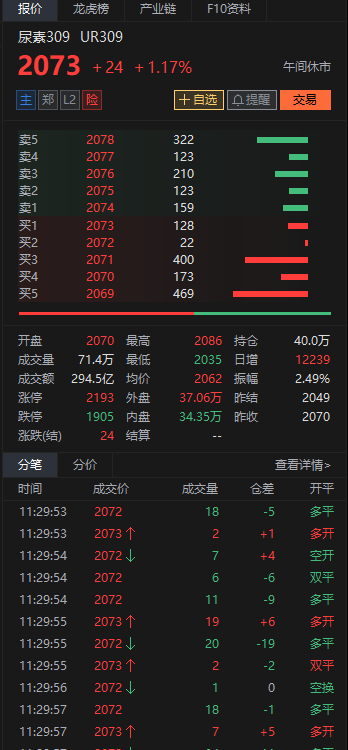 报价 龙虎榜 产业链 F10资料
尿素309 UR309
2073 +24 +1.17% 午间休市
主 郑 L2 险 十自选 提醒 交易
卖5 2078 322
卖4 2077 123
卖3 2076 210
卖2 2075 123
卖1 2074 159
买1 2073 128
买2 2072 22
买3 2071 400
买4 2070 173
买5 2069 469
开盘 2070 最高 2086 持仓 40.0万
成交量 71.4万 最低 2035 日增 12239
成交额 294.5亿 均价 2062 振幅 2.49%
涨停 2193 外盘 37.06万 昨结 2049
跌停 1905 内盘 34.35万 昨收 2070
涨跌(结) 24 结算 --
分笔 分价 查看详情>
时间 成交价 成交量 仓差 开平
11:29:53 2072 18 -5 多平
11:29:53 2073↑ 2 +1 多开
11:29:54 2072↓ 7 +4 空开
11:29:54 2072 6 -6 双平
11:29:54 2072 11 -9 多平
11:29:55 2073↑ 19 +6 多开
11:29:55 2072↓ 20 -19 多平
11:29:55 2073↑ 2 -2 双平
11:29:56 2072↓ 1 0 空换
11:29:57 2072 18 -1 多平
11:29:57 2073↑ 7 +5 多开